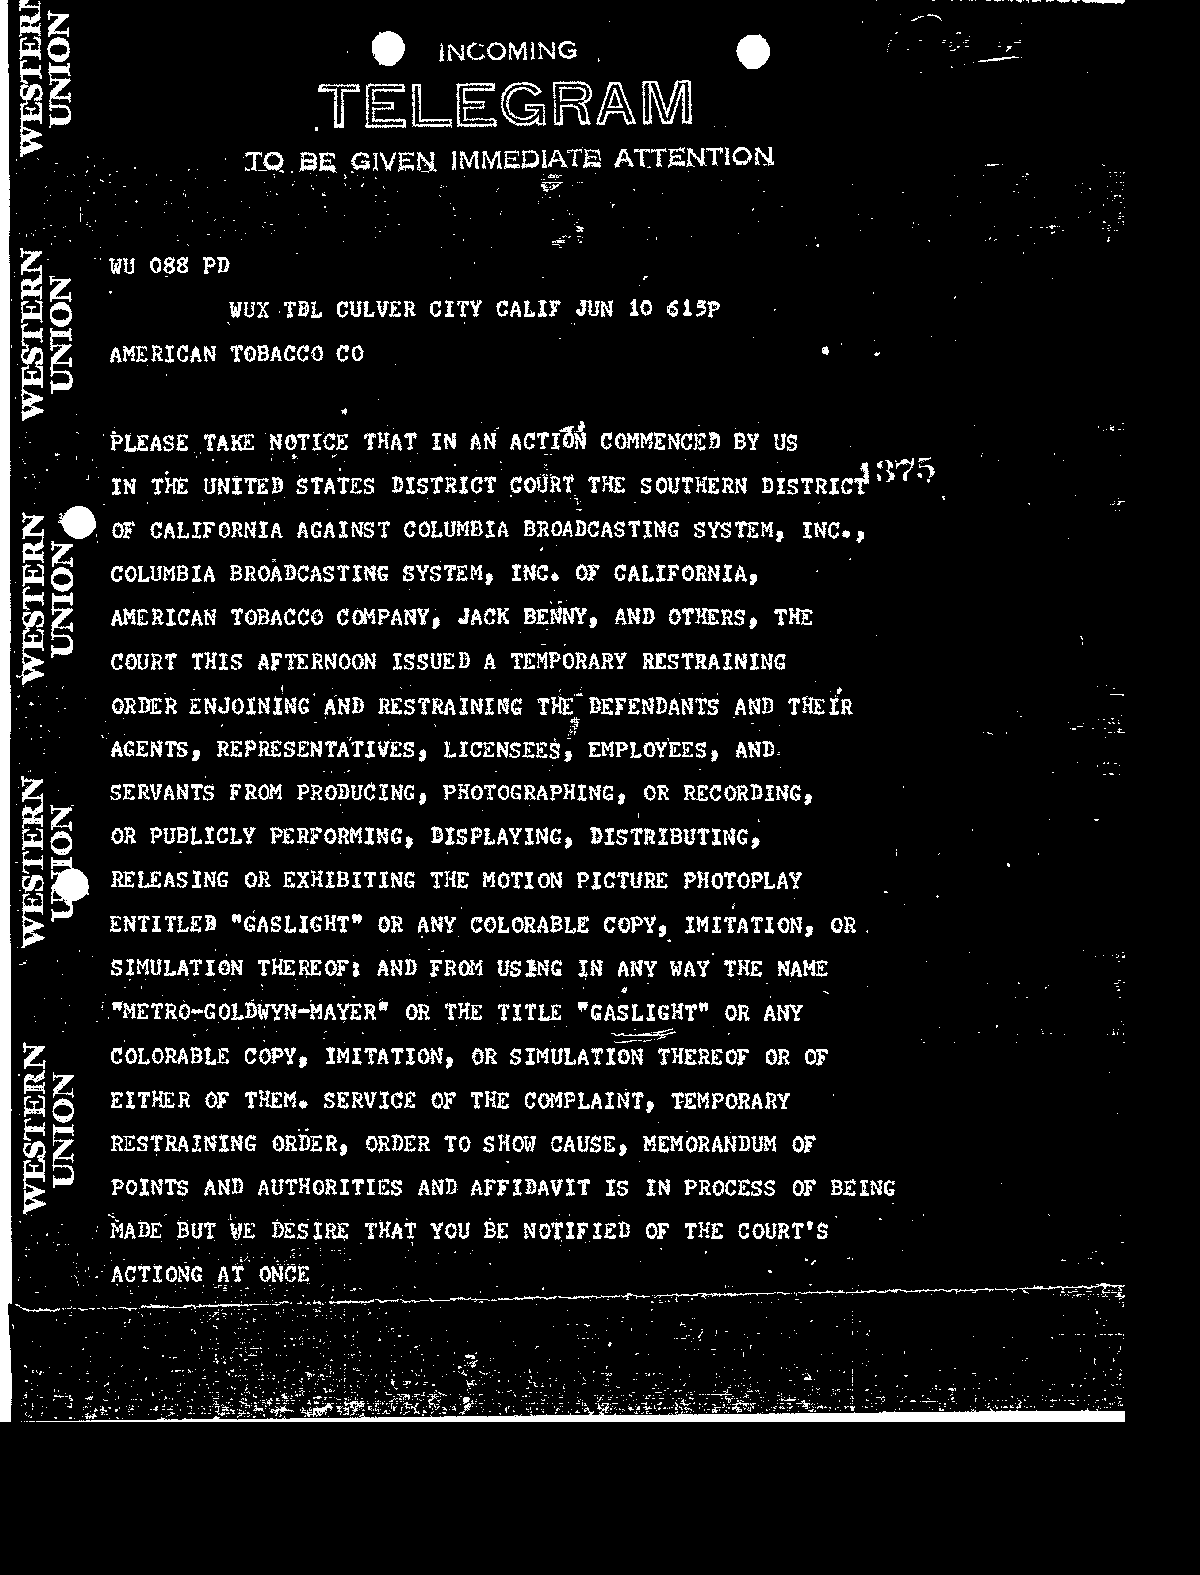 INCOMING
TELEGRAM
TO BE GIVEN IMMEDIATE ATTENTION
WESTERN UNION
WESTERN UNION
WESTERN UNION
WESTERN UNION
WESTERN UNION
WU 088 PD
WUX TBL CULVER CITY CALIF JUN 10 615P
AMERICAN TOBACCO CO
PLEASE TAKE NOTICE THAT IN AN ACTION COMMENCED BY US
IN THE UNITED STATES DISTRICT COURT THE SOUTHERN DISTRICT 1375
OF CALIFORNIA AGAINST COLUMBIA BROADCASTING SYSTEM, INC.,
COLUMBIA BROADCASTING SYSTEM, INC. OF CALIFORNIA,
AMERICAN TOBACCO COMPANY, JACK BENNY, AND OTHERS, THE
COURT THIS AFTERNOON ISSUED A TEMPORARY RESTRAINING
ORDER ENJOINING AND RESTRAINING THE DEFENDANTS AND THEIR
AGENTS, REPRESENTATIVES, LICENSEES, EMPLOYEES, AND
SERVANTS FROM PRODUCING, PHOTOGRAPHING, OR RECORDING,
OR PUBLICLY PERFORMING, DISPLAYING, DISTRIBUTING,
RELEASING OR EXHIBITING THE MOTION PICTURE PHOTOPLAY
ENTITLED "GASLIGHT" OR ANY COLORABLE COPY, IMITATION, OR
SIMULATION THEREOF: AND FROM USING IN ANY WAY THE NAME
"METRO-GOLDWYN-MAYER" OR THE TITLE "GASLIGHT" OR ANY
COLORABLE COPY, IMITATION, OR SIMULATION THEREOF OR OF
EITHER OF THEM. SERVICE OF THE COMPLAINT, TEMPORARY
RESTRAINING ORDER, ORDER TO SHOW CAUSE, MEMORANDUM OF
POINTS AND AUTHORITIES AND AFFIDAVIT IS IN PROCESS OF BEING
MADE BUT WE DESIRE THAT YOU BE NOTIFIED OF THE COURT'S
ACTIONG AT ONCE